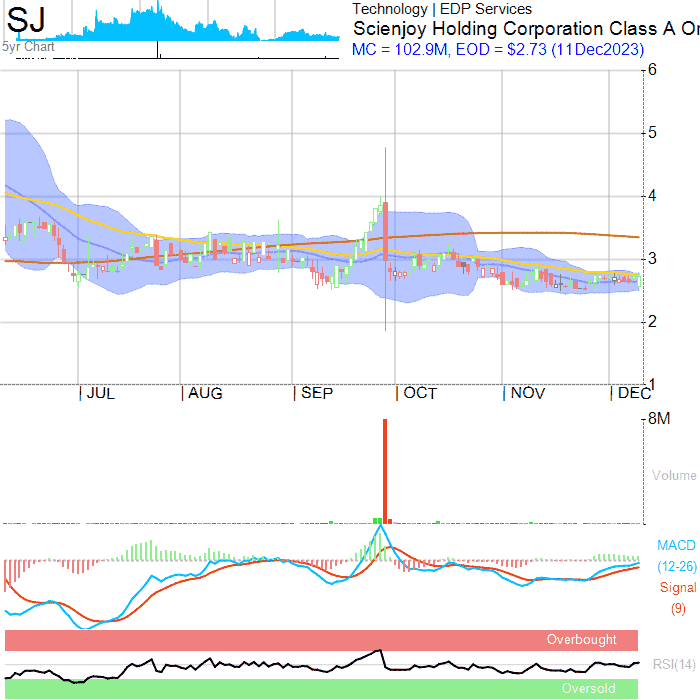 SJ
5yr Chart
Technology | EDP Services
Scienjoy Holding Corporation Class A Or
MC = 102.9M, EOD = $2.73 (11Dec2023)
6
5
4
3
2
1
JUL AUG SEP OCT NOV DEC
8M
Volume
MACD
(12-26)
Signal
(9)
Overbought
RSI(14)
Oversold